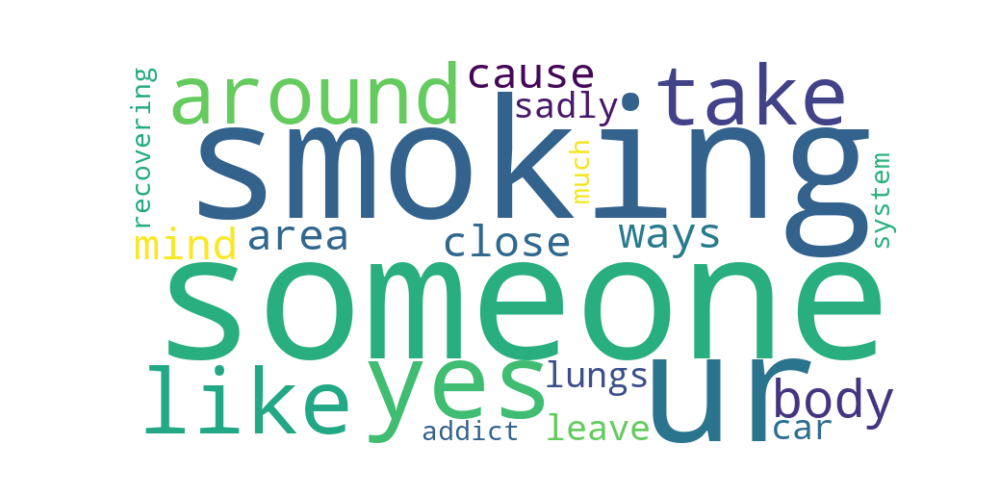 recovering
around
cause
sadly
take
smoking
much
system
mind
area
close
ways
someone
like
yes
lungs
ur
body
addict
leave
car